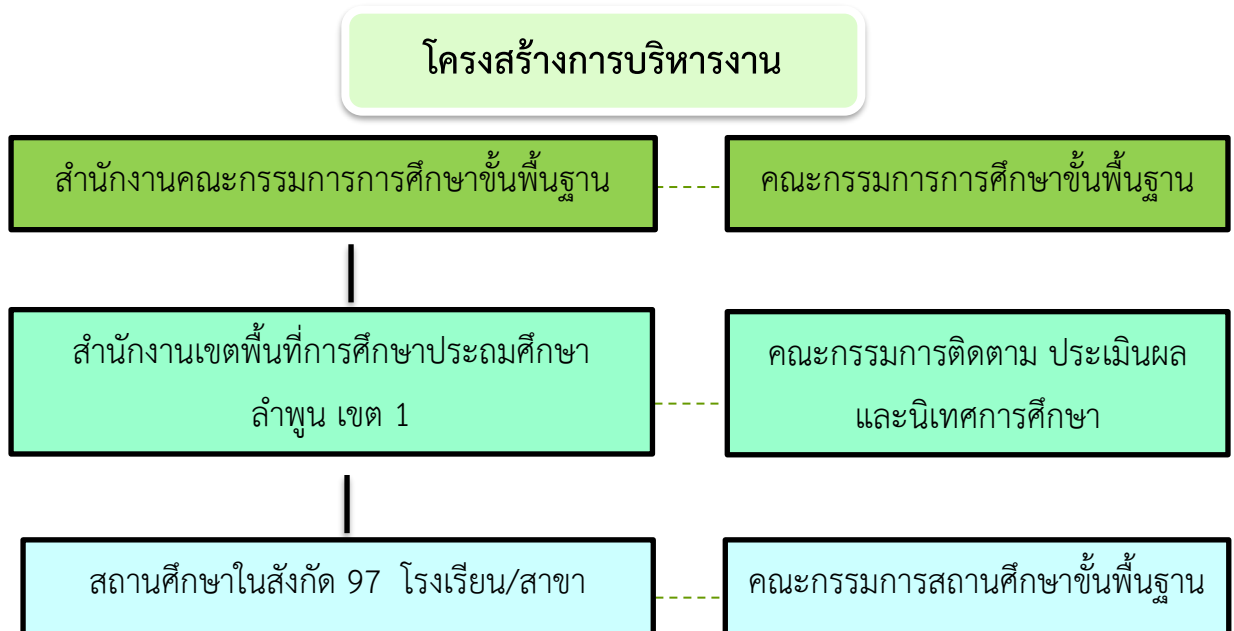 โครงสร้างการบริหารงาน
สำนักงานคณะกรรมการการศึกษาขั้นพื้นฐาน
คณะกรรมการการศึกษาขั้นพื้นฐาน
สำนักงานเขตพื้นที่การศึกษาประถมศึกษา
ลำพูน เขต 1
คณะกรรมการติดตาม ประเมินผล
และนิเทศการศึกษา
สถานศึกษาในสังกัด 97 โรงเรียน/สาขา
คณะกรรมการสถานศึกษาขั้นพื้นฐาน